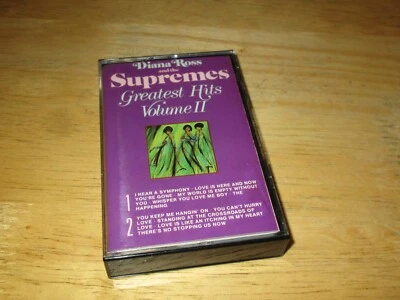 Diana Ross
and the
Supremes
Greatest Hits
Volume II
1 I HEAR A SYMPHONY · LOVE IS HERE AND NOW
YOU'RE GONE · MY WORLD IS EMPTY WITHOUT
YOU · WHISPER YOU LOVE ME BOY · THE
HAPPENING
2 YOU KEEP ME HANGIN' ON · YOU CAN'T HURRY
LOVE · STANDING AT THE CROSSROADS OF
LOVE · LOVE IS LIKE AN ITCHING IN MY HEART
THERE'S NO STOPPING US NOW